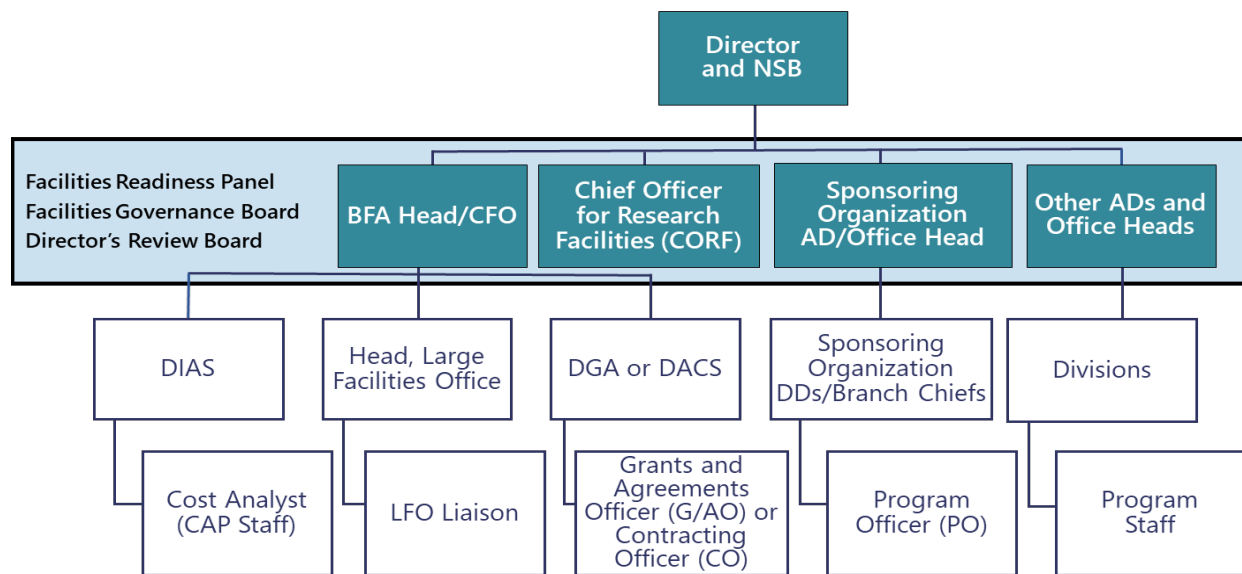 Director
and NSB
Facilities Readiness Panel
Facilities Governance Board
Director's Review Board
BFA Head/CFO
Chief Officer
for Research
Facilities (CORF)
Sponsoring
Organization
AD/Office Head
Other ADs and
Office Heads
DIAS
Head, Large
Facilities Office
DGA or DACS
Sponsoring
Organization
DDs/Branch Chiefs
Divisions
Cost Analyst
(CAP Staff)
LFO Liaison
Grants and
Agreements
Officer (G/AO) or
Contracting
Officer (CO)
Program
Officer (PO)
Program
Staff